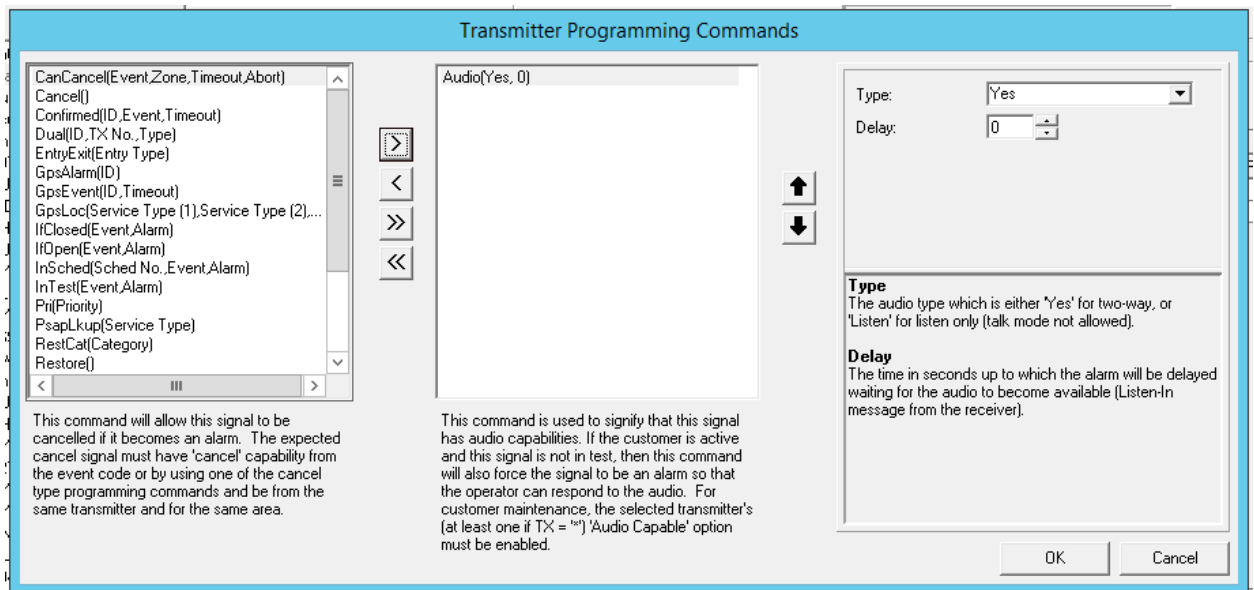 Transmitter Programming Commands
CanCancel(Event,Zone,Timeout,Abort)
Cancel()
Confirmed(ID,Event,Timeout)
Dual(ID,TX No.,Type)
EntryExit(Entry Type)
GpsAlarm(ID)
GpsEvent(ID,Timeout)
GpsLoc(Service Type (1),Service Type (2),...
IfClosed(Event,Alarm)
IfOpen(Event,Alarm)
InSched(Sched No.,Event,Alarm)
InTest(Event,Alarm)
Pri(Priority)
PsapLkup(Service Type)
RestCat(Category)
Restore()
This command will allow this signal to be
cancelled if it becomes an alarm.  The expected
cancel signal must have 'cancel' capability from
the event code or by using one of the cancel
type programming commands and be from the
same transmitter and for the same area.
>
<
>>
<<
Audio(Yes, 0)
This command is used to signify that this signal
has audio capabilities. If the customer is active
and this signal is not in test, then this command
will also force the signal to be an alarm so that
the operator can respond to the audio.  For
customer maintenance, the selected transmitter's
(at least one if TX = '*') 'Audio Capable' option
must be enabled.
Type: Yes
Delay: 0
Type
The audio type which is either 'Yes' for two-way, or
'Listen' for listen only (talk mode not allowed).
Delay
The time in seconds up to which the alarm will be delayed
waiting for the audio to become available (Listen-In
message from the receiver).
OK Cancel